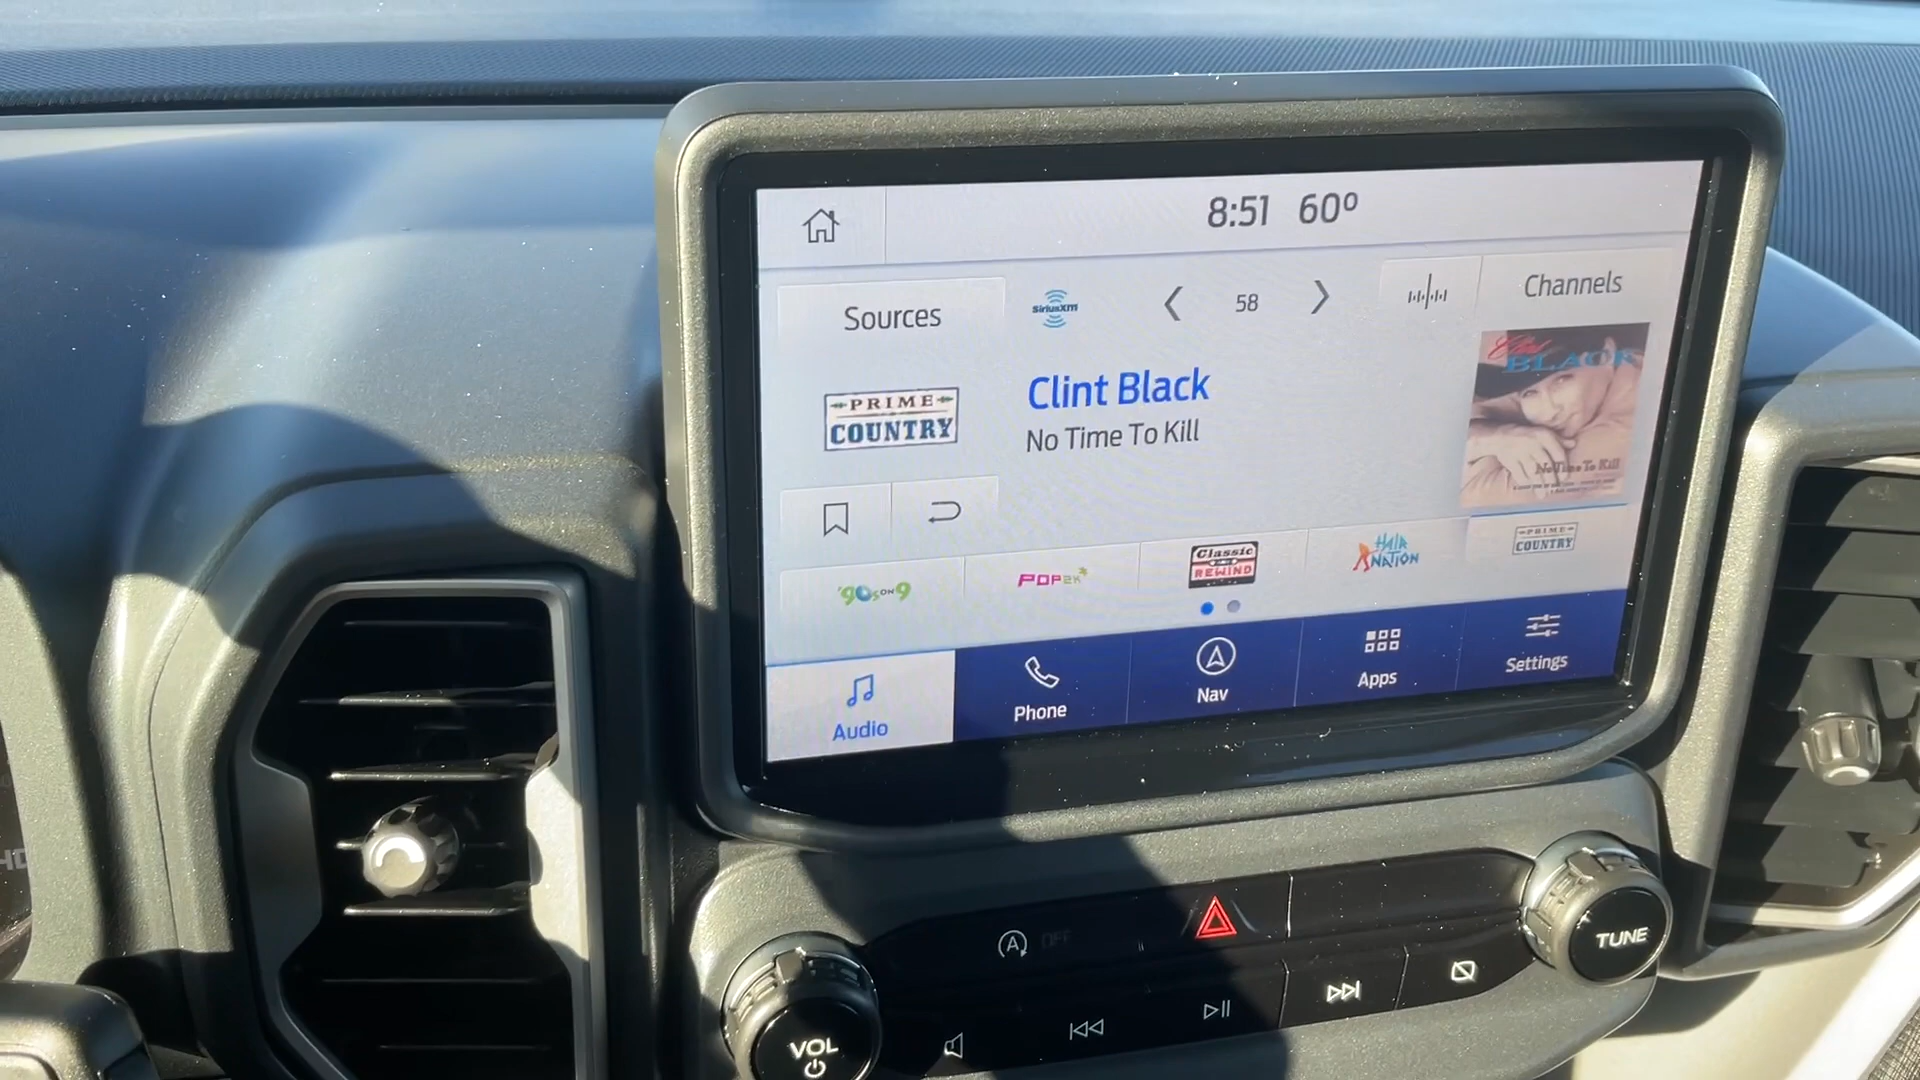 8:51 60°
Sources
SiriusXM
58
Channels
PRIME
COUNTRY
Clint Black
No Time To Kill
BLACK
No Time To Kill
'90s ON 9
POP2K
Classic
REWIND
HAIR
NATION
PRIME
COUNTRY
Audio
Phone
Nav
Apps
Settings
A OFF
TUNE
VOL